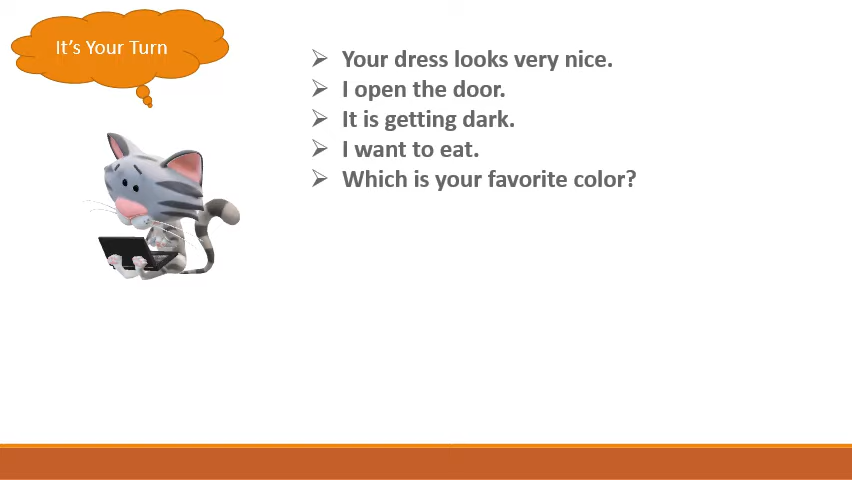 It's Your Turn
Your dress looks very nice.
I open the door.
It is getting dark.
I want to eat.
Which is your favorite color?